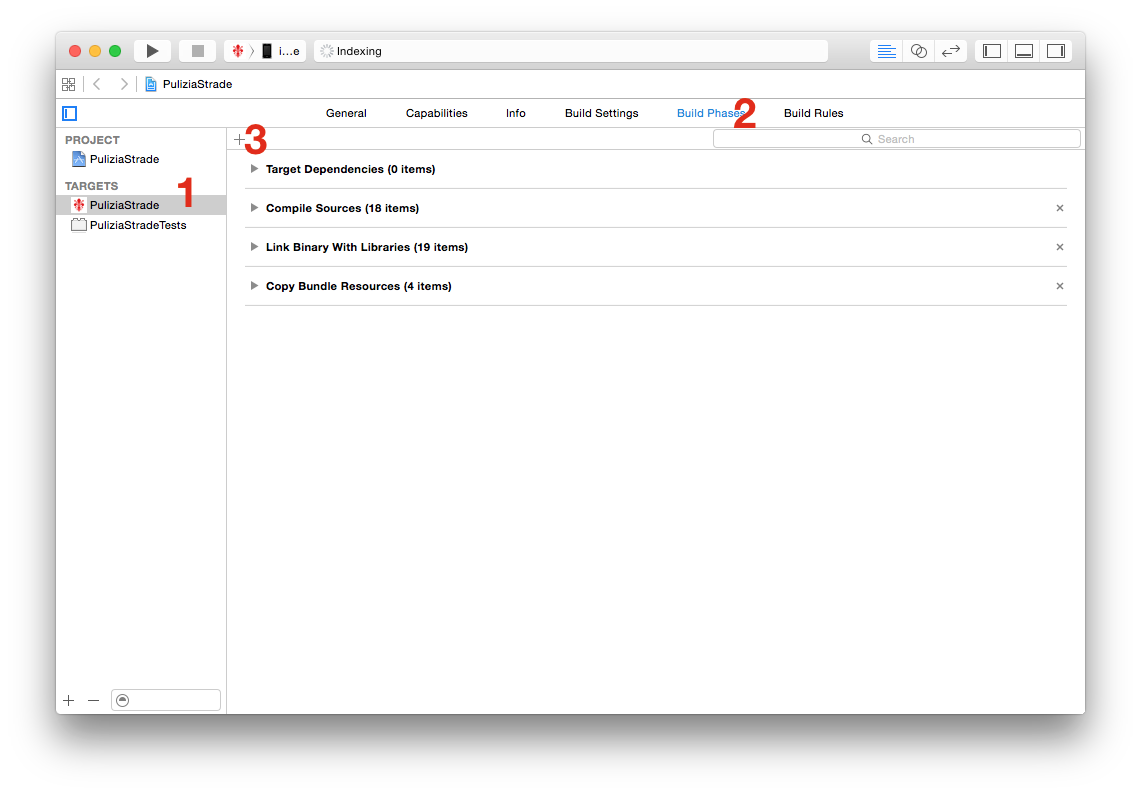 i...e
Indexing
PuliziaStrade
General Capabilities Info Build Settings Build Phases 2 Build Rules
PROJECT
3
Search
PuliziaStrade
Target Dependencies (0 items)
TARGETS
1
PuliziaStrade
Compile Sources (18 items)
PuliziaStradeTests
Link Binary With Libraries (19 items)
Copy Bundle Resources (4 items)